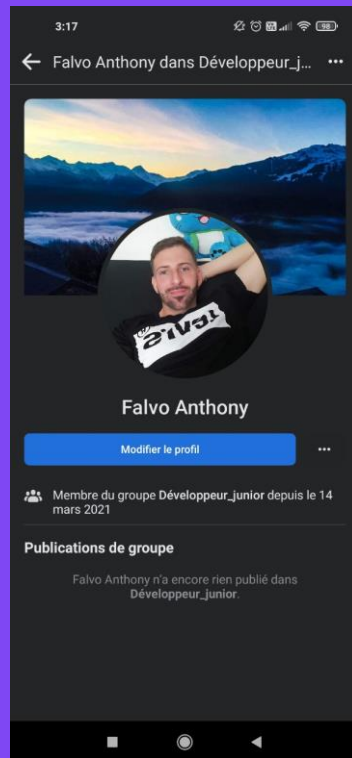 3:17
98
Falvo Anthony dans Développeur_j...
Falvo Anthony
Modifier le profil
Membre du groupe Développeur_junior depuis le 14
mars 2021
Publications de groupe
Falvo Anthony n'a encore rien publié dans
Développeur_junior.